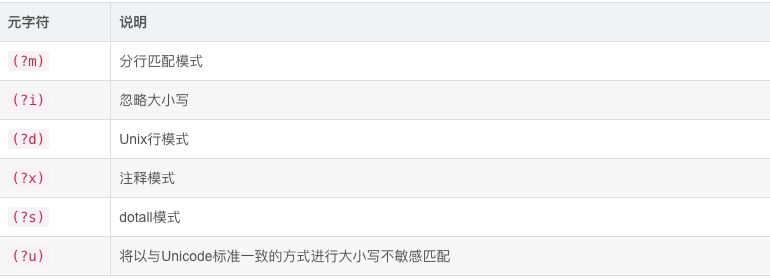 元字符 说明
(?m) 分行匹配模式
(?i) 忽略大小写
(?d) Unix行模式
(?x) 注释模式
(?s) dotall模式
(?u) 将以与Unicode标准一致的方式进行大小写不敏感匹配